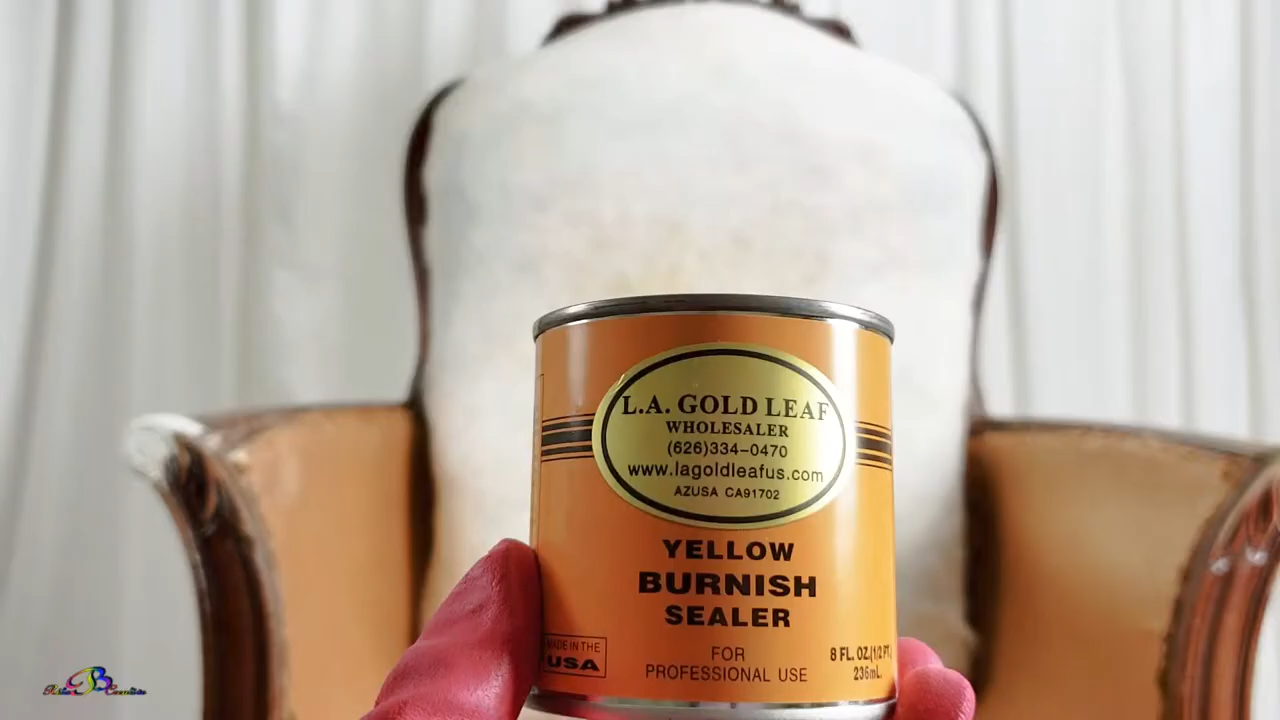 L.A. GOLD LEAF
WHOLESALER
(626)334-0470
www.lagoldleafus.com
AZUSA CA91702
YELLOW
BURNISH
SEALER
MADE IN THE
USA
FOR
PROFESSIONAL USE
8 FL. OZ.(1/2 PT.)
236mL.